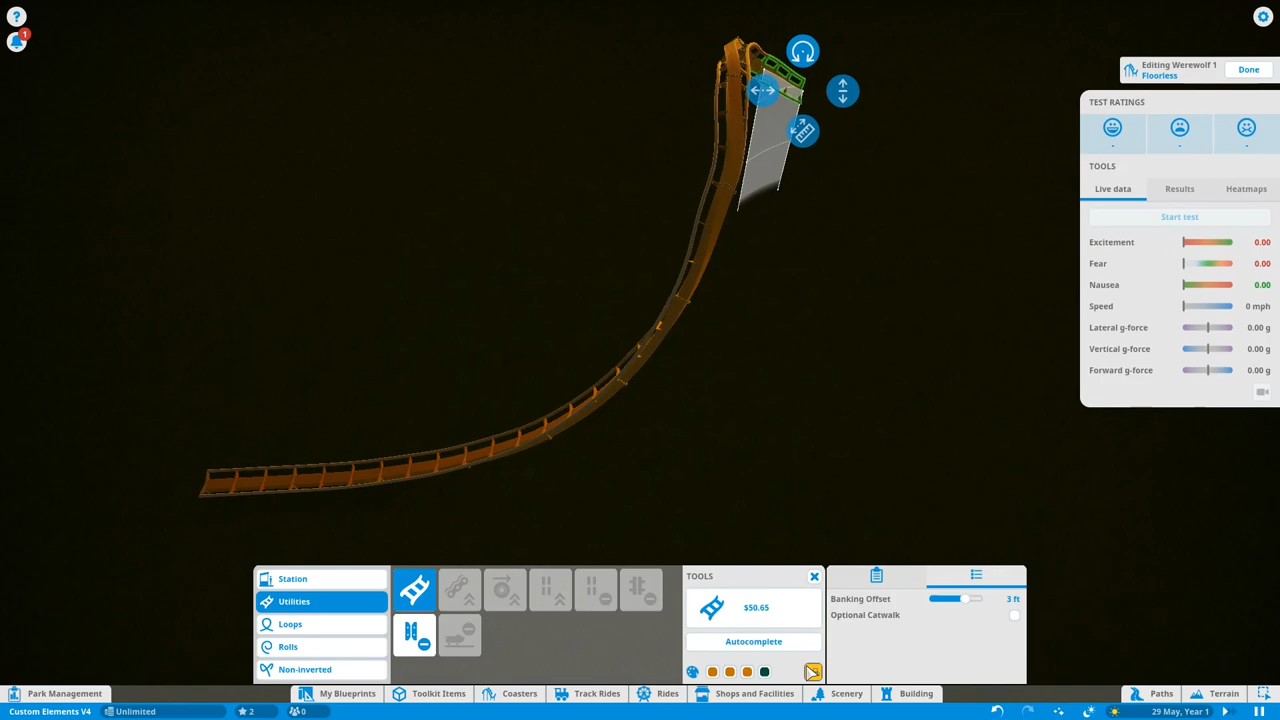 ?
1
Editing Werewolf 1
Floorless
Done
TEST RATINGS
- - -
TOOLS
Live data Results Heatmaps
Start test
Excitement 0.00
Fear 0.00
Nausea 0.00
Speed 0 mph
Lateral g-force 0.00 g
Vertical g-force 0.00 g
Forward g-force 0.00 g
Station
Utilities
Loops
Rolls
Non-inverted
TOOLS
$50.65
Autocomplete
Banking Offset 3 ft
Optional Catwalk
Park Management My Blueprints Toolkit Items Coasters Track Rides Rides Shops and Facilities Scenery Building Paths Terrain
Custom Elements V4 Unlimited 2 0 29 May, Year 1